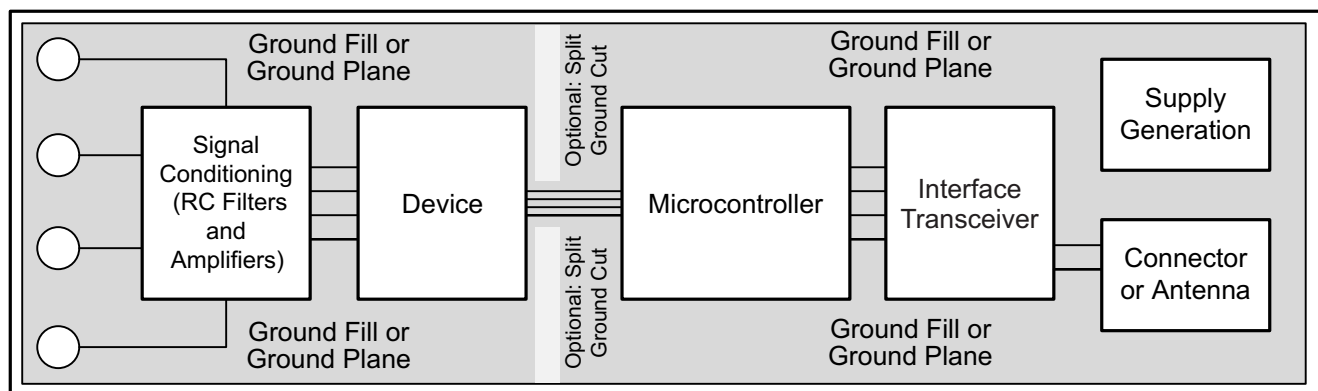 Ground Fill or
Ground Plane
Optional: Split
Ground Cut
Ground Fill or
Ground Plane
Supply
Generation
Signal
Conditioning
(RC Filters
and
Amplifiers)
Device
Microcontroller
Interface
Transceiver
Connector
or Antenna
Ground Fill or
Ground Plane
Optional: Split
Ground Cut
Ground Fill or
Ground Plane